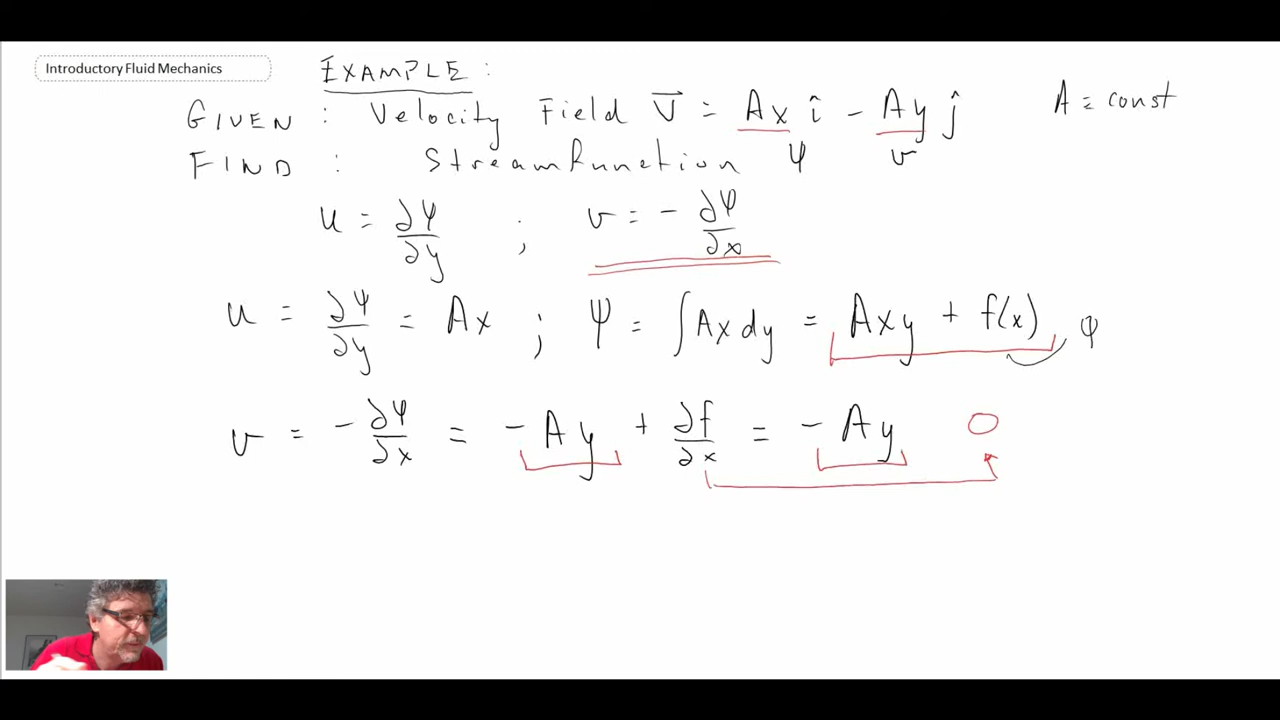 Introductory Fluid Mechanics
EXAMPLE :
GIVEN : Velocity Field V⃗ = Ax î - Ay ĵ A = const
FIND : Streamfunction ψ v
u = ∂ψ/∂y ; v = - ∂ψ/∂x
u = ∂ψ/∂y = Ax ; ψ = ∫Ax dy = Axy + f(x) ψ
v = - ∂ψ/∂x = - Ay + ∂f/∂x = - Ay 0